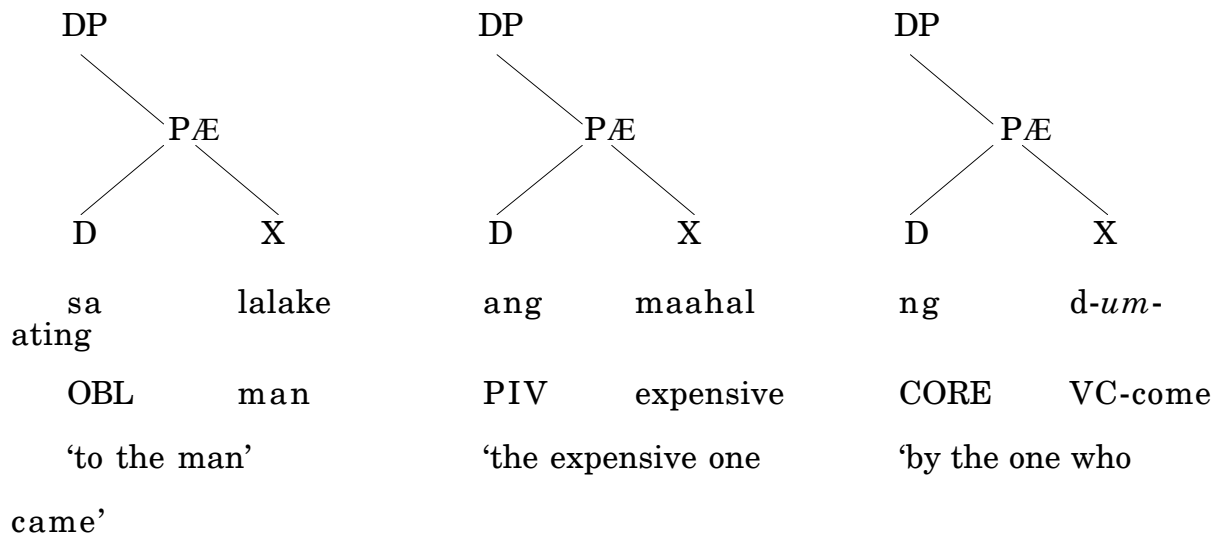 DP DP DP
PÆ PÆ PÆ
D X D X D X
sa lalake ang maahal ng d-um-
ating
OBL man PIV expensive CORE VC-come
‘to the man’ ‘the expensive one ‘by the one who
came’